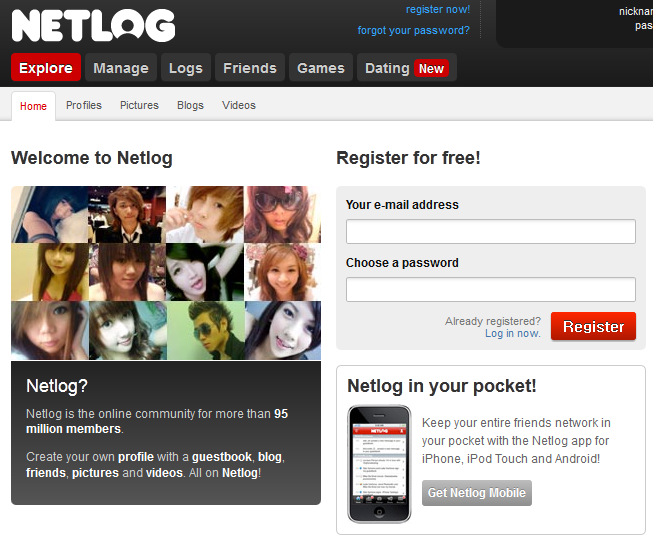 NETLOG
register now!
forgot your password?
Explore
Manage
Logs
Friends
Games
Dating New
Home
Profiles
Pictures
Blogs
Videos
Welcome to Netlog
Netlog?
Netlog is the online community for more than 95
million members.
Create your own profile with a guestbook, blog,
friends, pictures and videos. All on Netlog!
Register for free!
Your e-mail address
Choose a password
Already registered?
Log in now.
Register
Netlog in your pocket!
NETLOG
Keep your entire friends network in
your pocket with the Netlog app for
iPhone, iPod Touch and Android!
Get Netlog Mobile